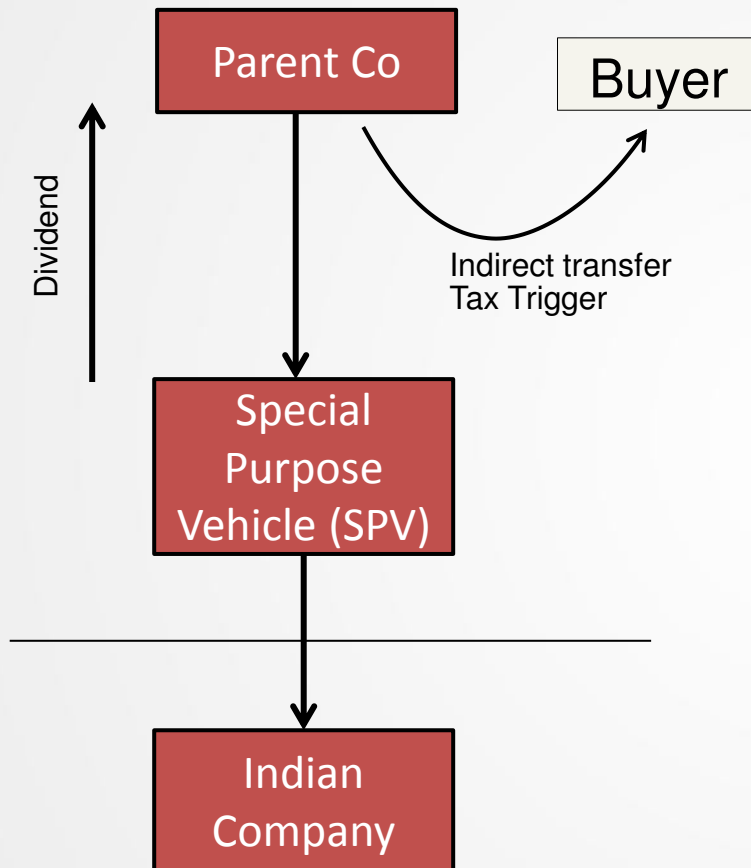 Parent Co
Buyer
Dividend
Indirect transfer
Tax Trigger
Special
Purpose
Vehicle (SPV)
Indian
Company